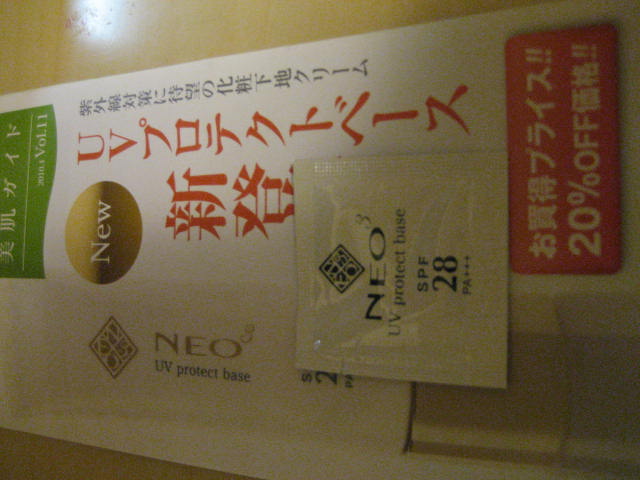 美肌ガイド
2010.4 Vol.11
紫外線対策に待望の化粧下地クリーム
UVプロテクトベース
新登
New
お買得プライス!!
20%OFF価格!!
NEO
UV protect base
NEO 3
UV protect base
SPF
28
PA+++